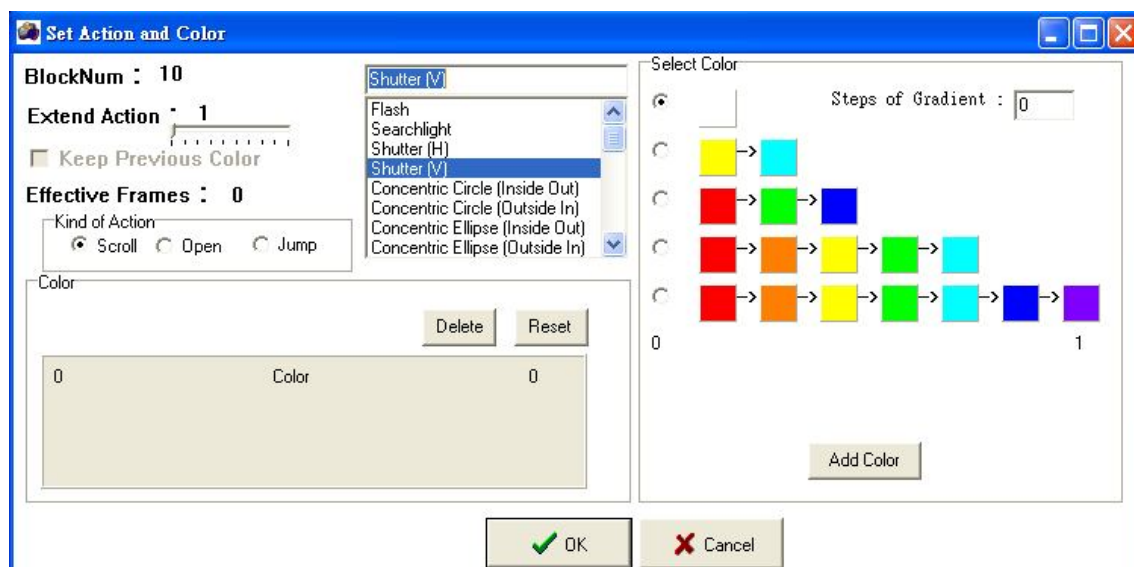 Set Action and Color
BlockNum : 10
Extend Action : 1
Keep Previous Color
Effective Frames : 0
Kind of Action
Scroll Open Jump
Shutter (V)
Flash
Searchlight
Shutter (H)
Shutter (V)
Concentric Circle (Inside Out)
Concentric Circle (Outside In)
Concentric Ellipse (Inside Out)
Concentric Ellipse (Outside In)
Color
Delete Reset
0 Color 0
Select Color
Steps of Gradient : 0
->
-> ->
-> -> -> ->
-> -> -> -> -> ->
0 1
Add Color
OK Cancel